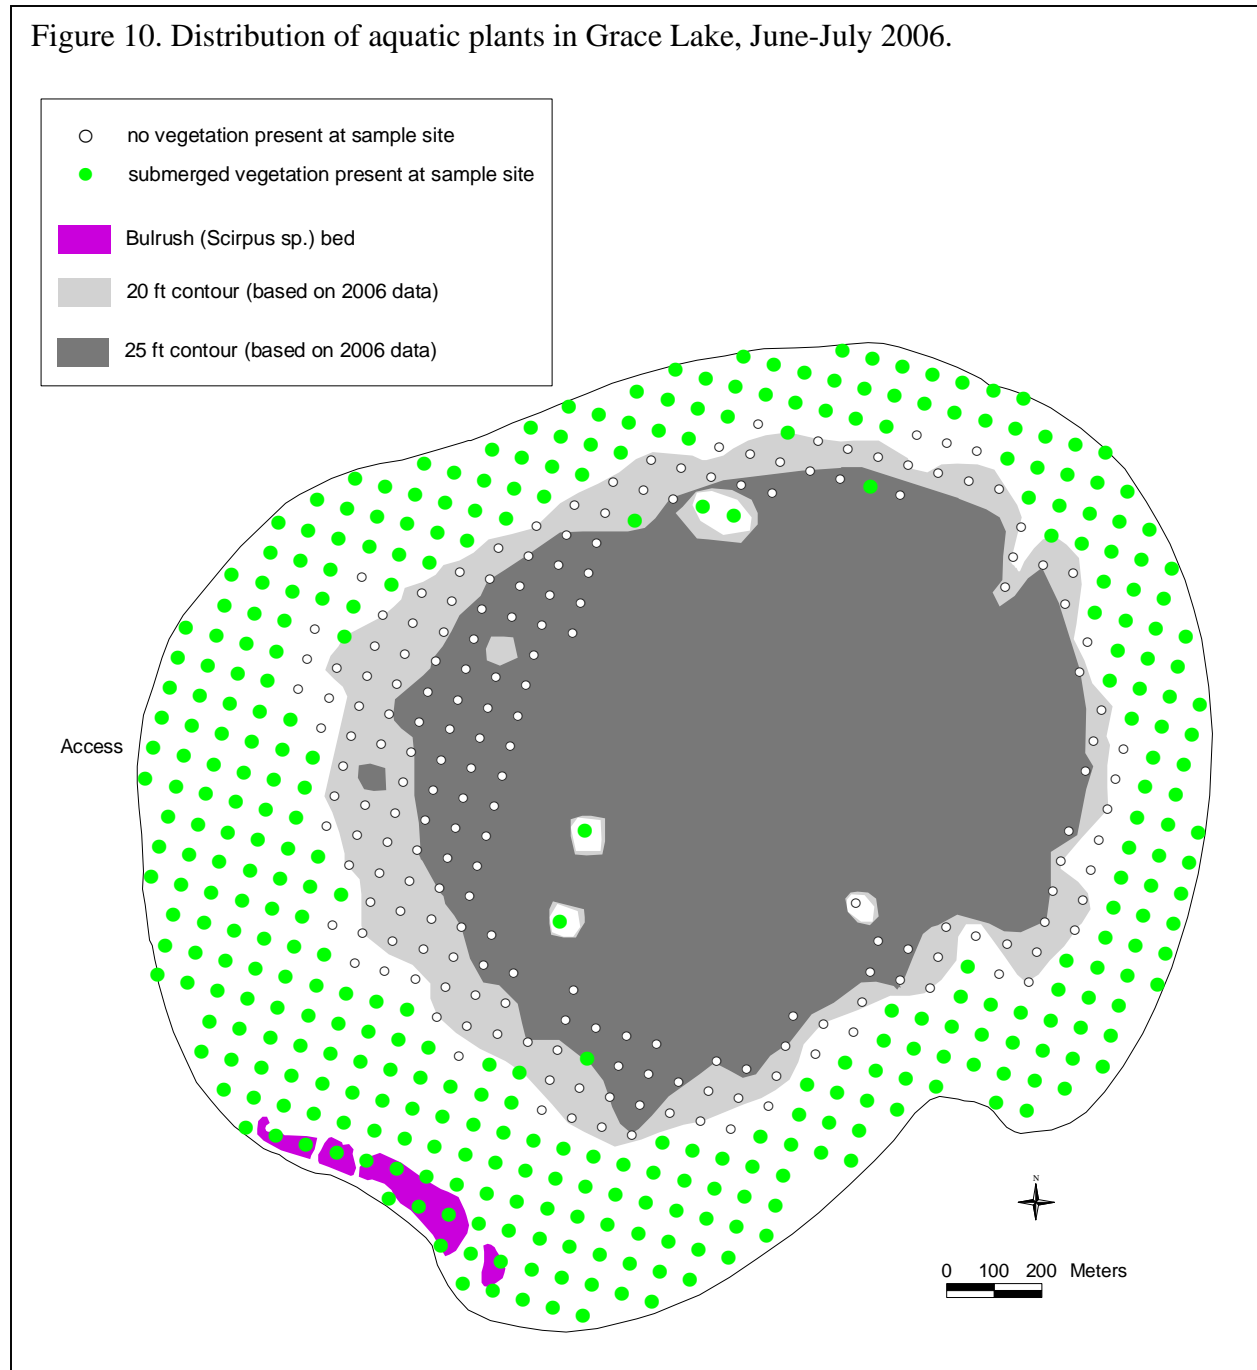 Figure 10. Distribution of aquatic plants in Grace Lake, June-July 2006.
no vegetation present at sample site
submerged vegetation present at sample site
Bulrush (Scirpus sp.) bed
20 ft contour (based on 2006 data)
25 ft contour (based on 2006 data)
Access
N
0 100 200 Meters